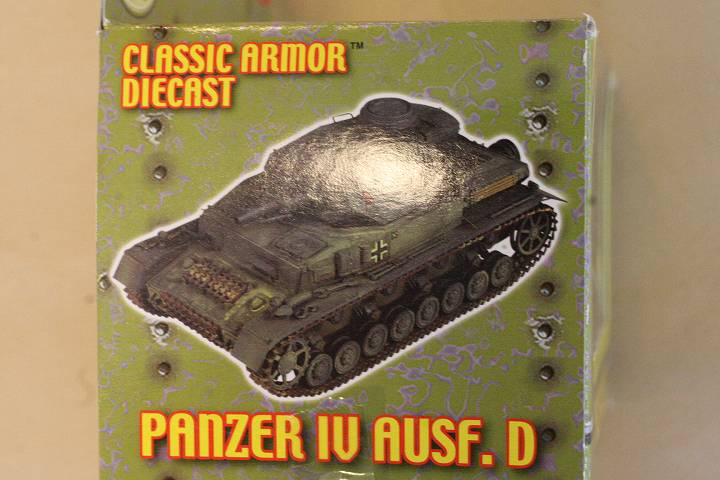 CLASSIC ARMOR™
DIECAST
PANZER IV AUSF. D